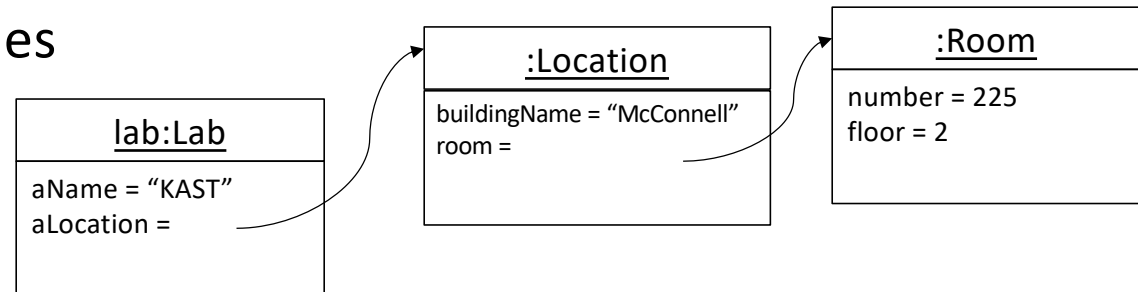 es
lab:Lab
aName = “KAST”
aLocation =
:Location
buildingName = “McConnell”
room =
:Room
number = 225
floor = 2